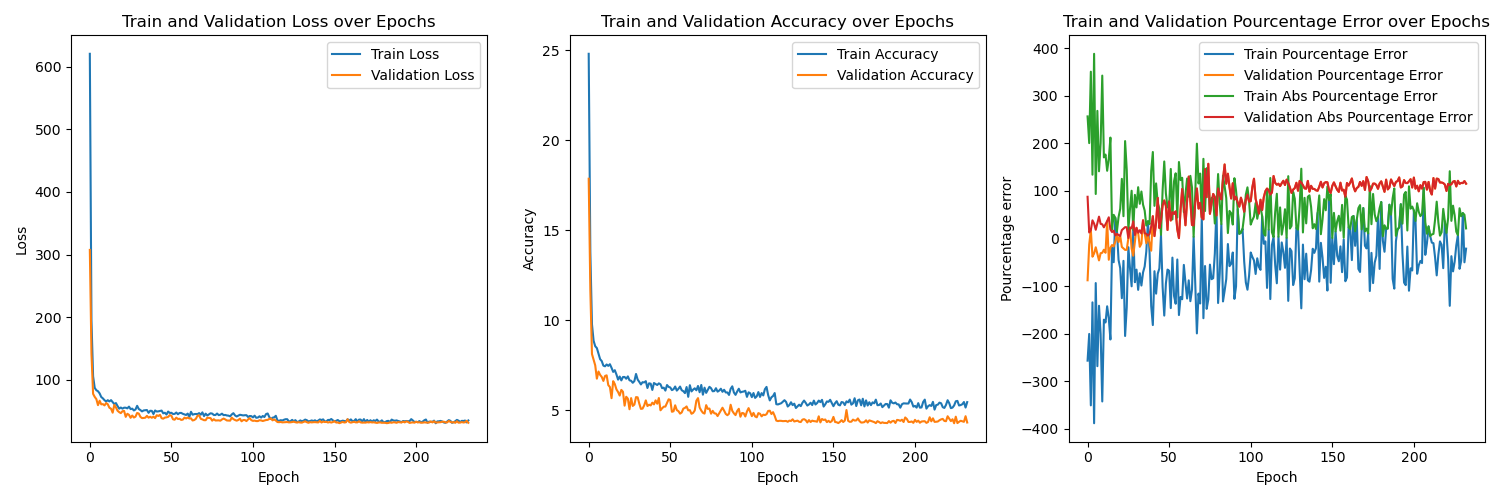 Train and Validation Loss over Epochs
Loss
600
500
400
300
200
100
0
50
100
150
200
Epoch
Train Loss
Validation Loss
Train and Validation Accuracy over Epochs
Accuracy
25
20
15
10
5
0
50
100
150
200
Epoch
Train Accuracy
Validation Accuracy
Train and Validation Pourcentage Error over Epochs
Pourcentage error
400
300
200
100
0
−100
−200
−300
−400
0
50
100
150
200
Epoch
Train Pourcentage Error
Validation Pourcentage Error
Train Abs Pourcentage Error
Validation Abs Pourcentage Error